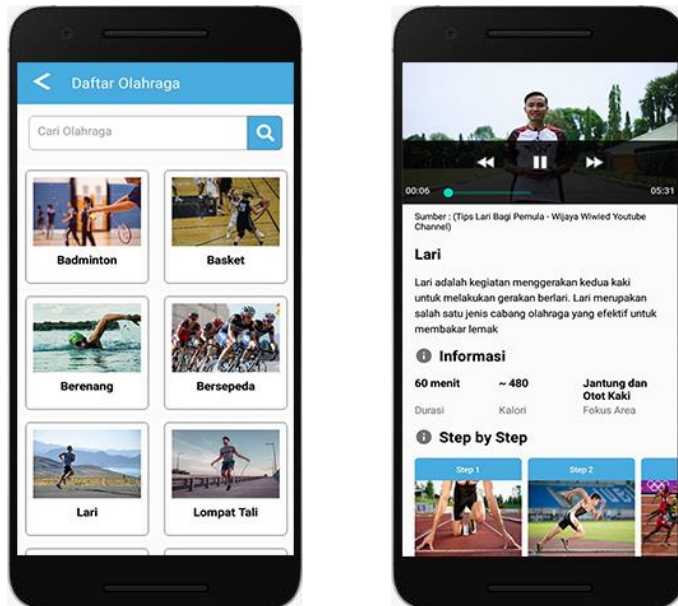 Daftar Olahraga
Cari Olahraga
Badminton
Basket
Berenang
Bersepeda
Lari
Lompat Tali
00:06
05:31
Sumber : (Tips Lari Bagi Pemula - Wijaya Wiwied Youtube
Channel)
Lari
Lari adalah kegiatan menggerakan kedua kaki
untuk melakukan gerakan berlari. Lari merupakan
salah satu jenis cabang olahraga yang efektif untuk
membakar lemak
Informasi
60 menit
~ 480
Jantung dan
Otot Kaki
Durasi
Kalori
Fokus Area
Step by Step
Step 1
Step 2